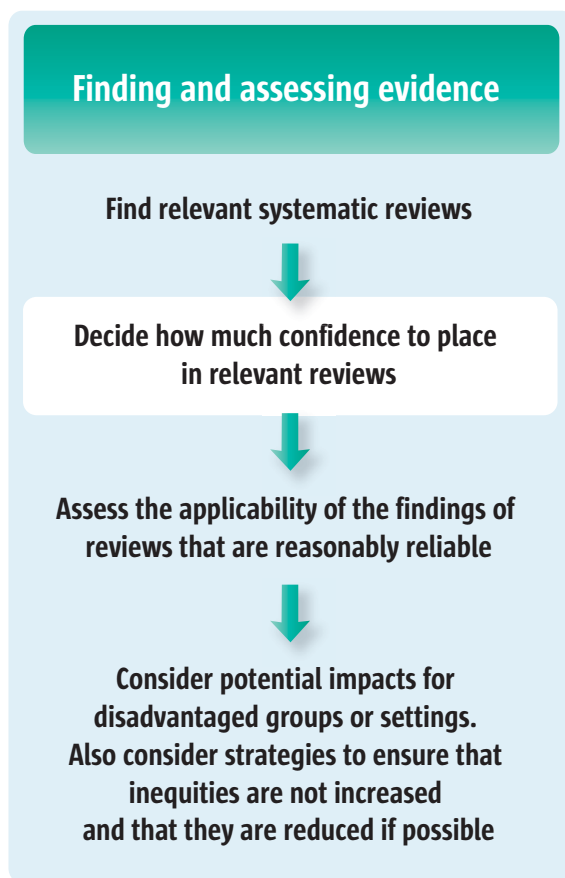 Finding and assessing evidence
Find relevant systematic reviews
Decide how much confidence to place
in relevant reviews
Assess the applicability of the findings of
reviews that are reasonably reliable
Consider potential impacts for
disadvantaged groups or settings.
Also consider strategies to ensure that
inequities are not increased
and that they are reduced if possible